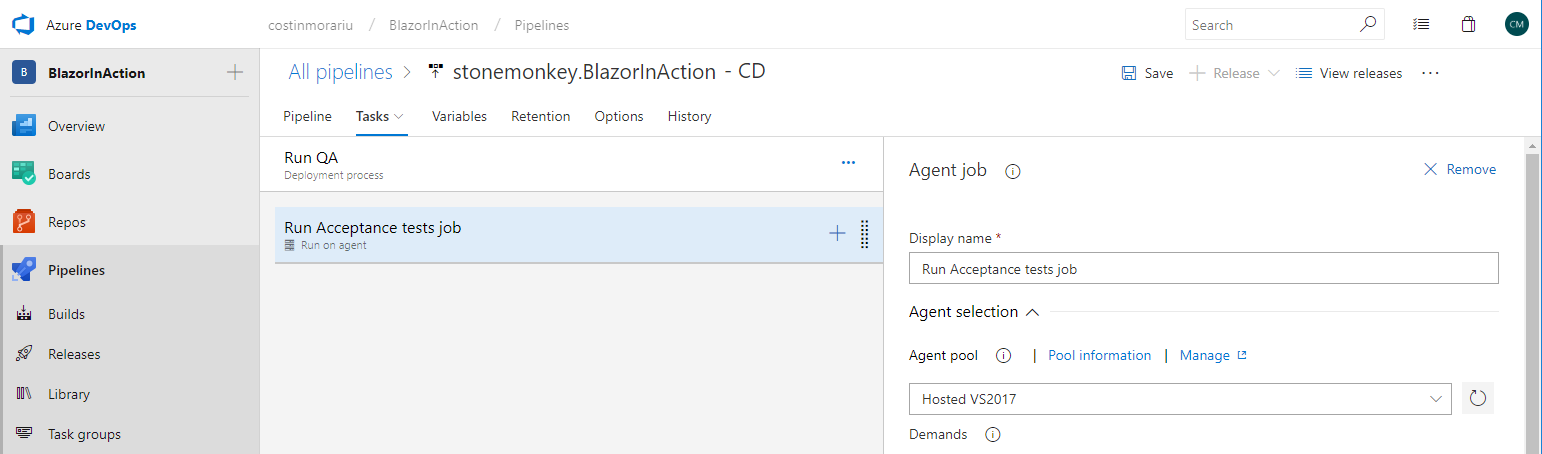 Azure DevOps
costinmorariu / BlazorInAction / Pipelines
Search
CM
B BlazorInAction
All pipelines > stonemonkey.BlazorInAction - CD
Save
Release
View releases
...
Pipeline
Tasks
Variables
Retention
Options
History
Overview
Boards
Repos
Pipelines
Builds
Releases
Library
Task groups
Run QA
Deployment process
...
Run Acceptance tests job
Run on agent
Agent job
Remove
Display name *
Run Acceptance tests job
Agent selection
Agent pool | Pool information | Manage
Hosted VS2017
Demands